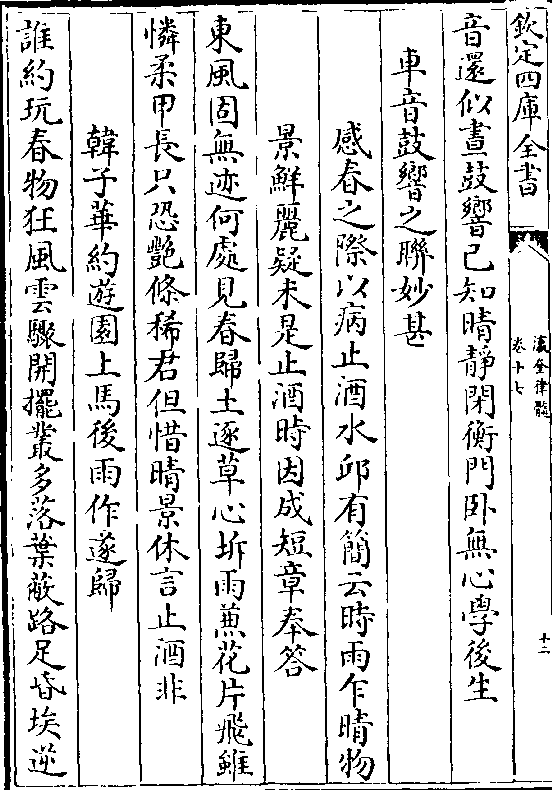 欽定四庫全書
瀛奎律髓
卷十七
十二
音還似晝鼓響已知晴靜閑衡門卧無心學後生
車音鼓響之聯妙甚
感春之際以病止酒水邱有簡云時雨乍晴物
景鮮麗疑未是止酒時因成短章奉答
東風固無迹何處見春歸土逐草心坼雨兼花片飛雖
憐柔甲長只恐艷條稀君但惜晴景休言止酒非
韓子華約遊園上馬後雨作遂歸
誰約玩春物狂風雲驟開擺叢多落葉蔽路足昏埃逆